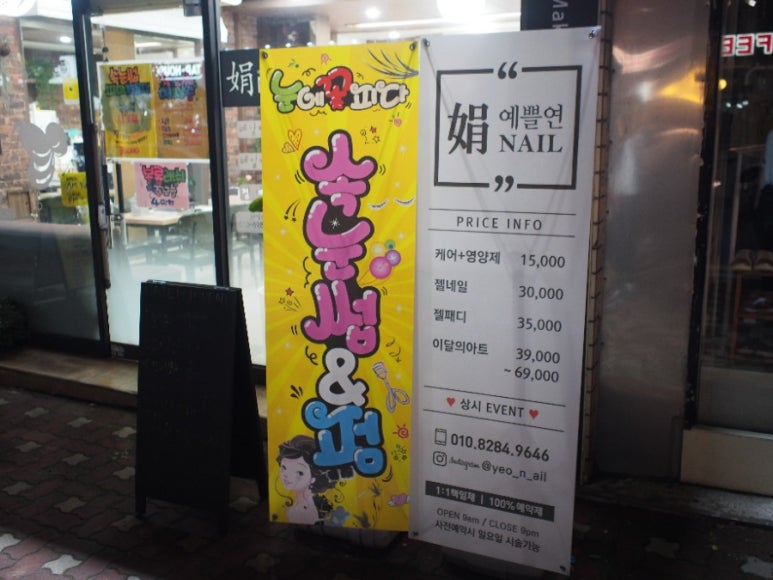 눈에꽃피다
속눈썹
&
펌
“
娟 예쁠연
NAIL
”
PRICE INFO
케어+영양제 15,000
젤네일 30,000
젤패디 35,000
이달의아트 39,000
~ 69,000
♥ 상시 EVENT ♥
010.8284.9646
Instagram @yeo_n_ail
1:1책임제 | 100%예약제
OPEN 9am / CLOSE 9pm
사전예약시 일요일 시술가능
娟